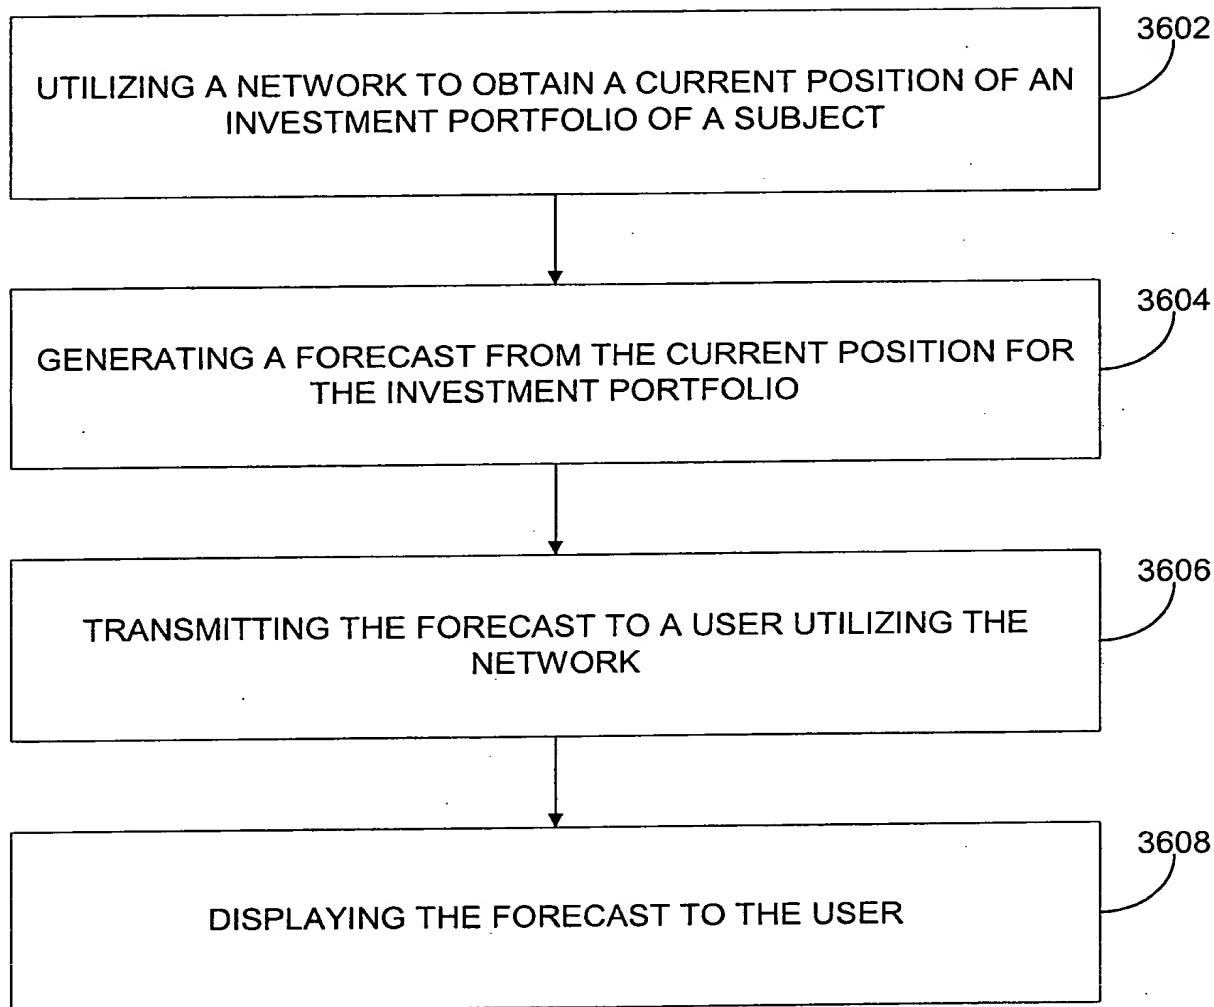 3602
UTILIZING A NETWORK TO OBTAIN A CURRENT POSITION OF AN
INVESTMENT PORTFOLIO OF A SUBJECT
3604
GENERATING A FORECAST FROM THE CURRENT POSITION FOR
THE INVESTMENT PORTFOLIO
3606
TRANSMITTING THE FORECAST TO A USER UTILIZING THE
NETWORK
3608
DISPLAYING THE FORECAST TO THE USER